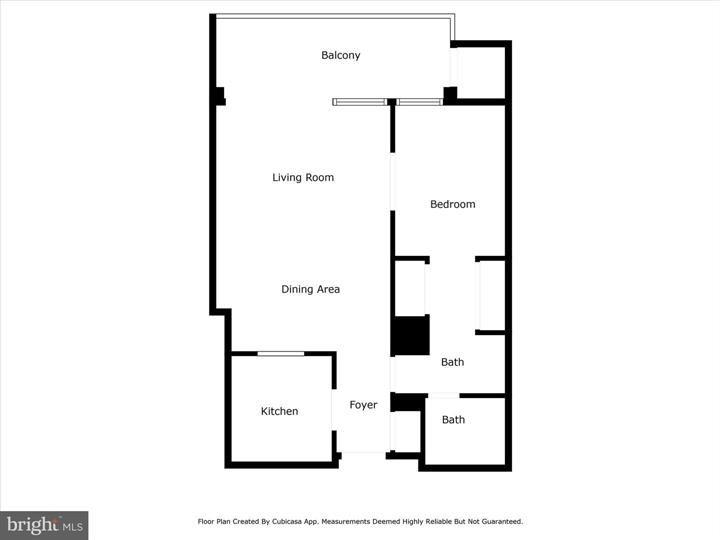 Balcony
Living Room
Bedroom
Dining Area
Bath
Kitchen
Foyer
Bath
Floor Plan Created By Cubicasa App. Measurements Deemed Highly Reliable But Not Guaranteed.
bright MLS